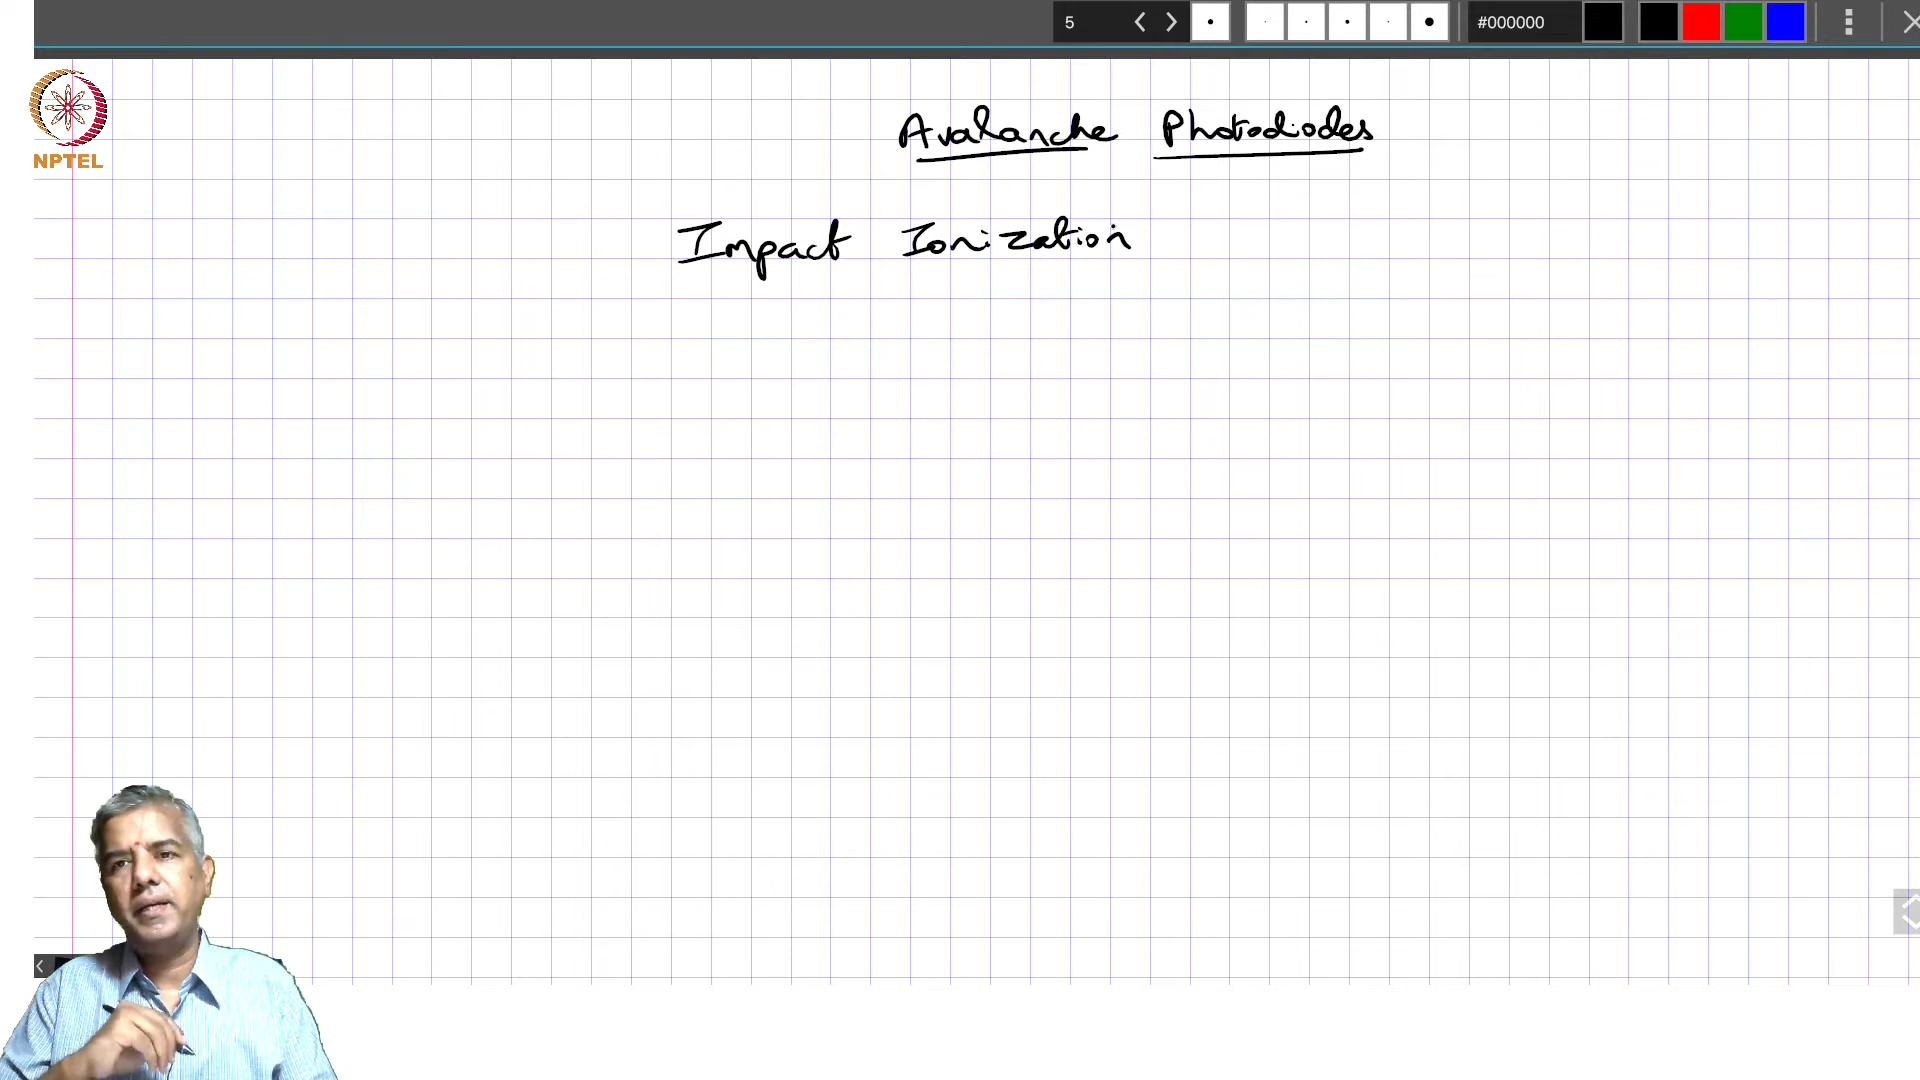 5
#000000
NPTEL
Avalanche Photodiodes
Impact Ionization